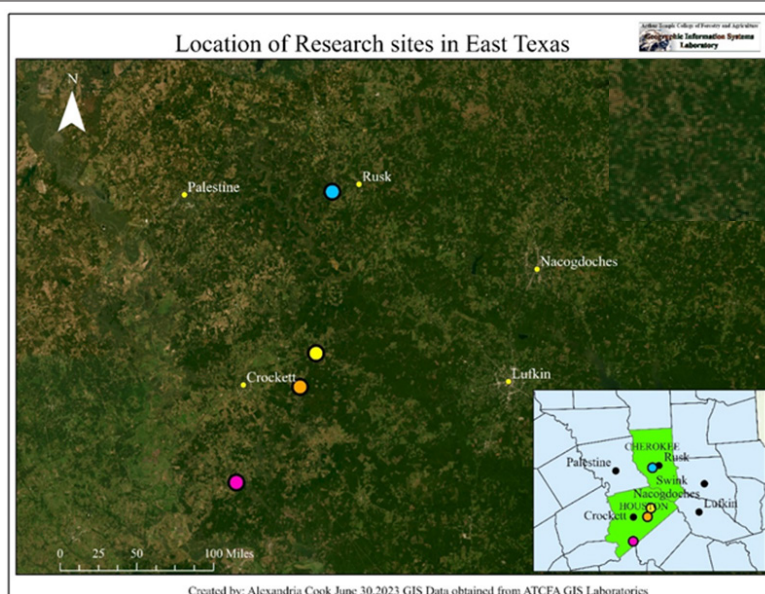 Arthur Temple College of Forestry and Agriculture
Geographic Information Systems
Laboratory
Location of Research sites in East Texas
N
Palestine
Rusk
Nacogdoches
Crockett
Lufkin
CHEROKEE
Palestine
Rusk
Swink
Nacogdoches
HOUSTON
Lufkin
Crockett
0 25 50 100 Miles
Created by: Alexandria Cook June 30,2023 GIS Data obtained from ATCFA GIS Laboratories